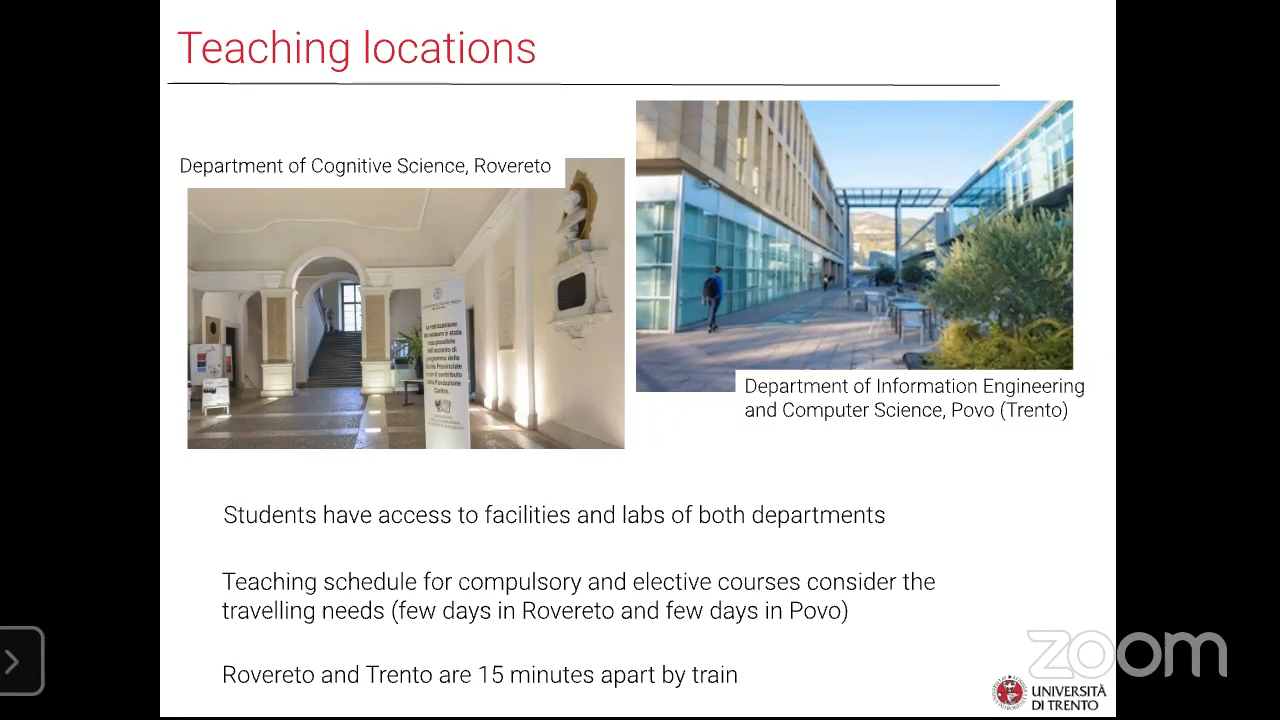 Teaching locations
Department of Cognitive Science, Rovereto
Department of Information Engineering
and Computer Science, Povo (Trento)
Students have access to facilities and labs of both departments
Teaching schedule for compulsory and elective courses consider the
travelling needs (few days in Rovereto and few days in Povo)
Rovereto and Trento are 15 minutes apart by train
zoom
UNIVERSITÀ
DI TRENTO